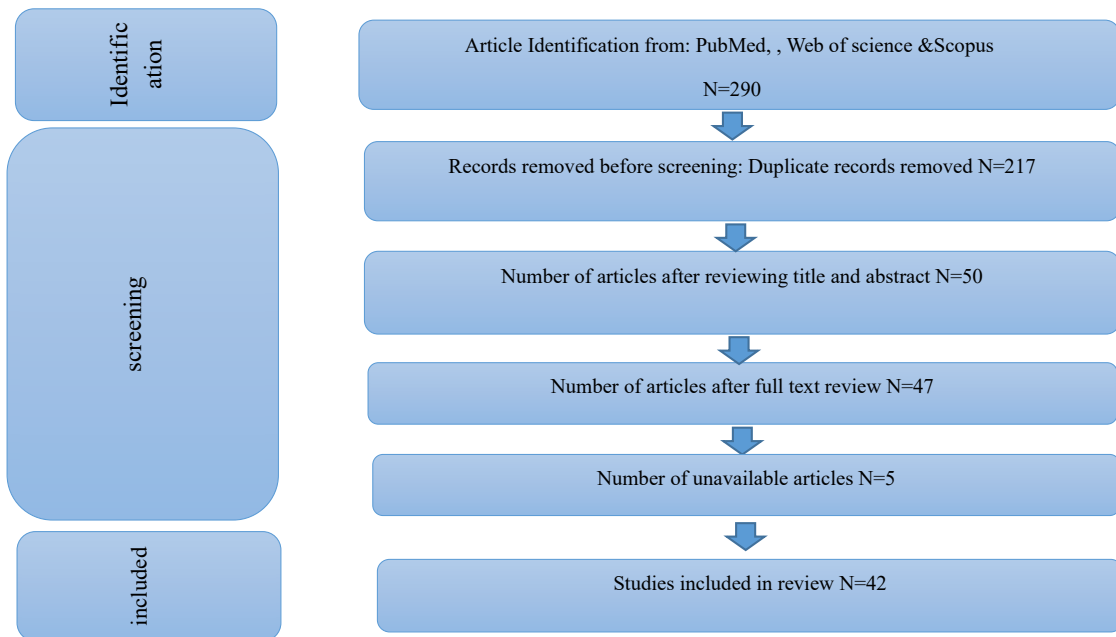 Identific
ation
Article Identification from: PubMed, , Web of science &Scopus
N=290
Records removed before screening: Duplicate records removed N=217
screening
Number of articles after reviewing title and abstract N=50
Number of articles after full text review N=47
Number of unavailable articles N=5
included
Studies included in review N=42